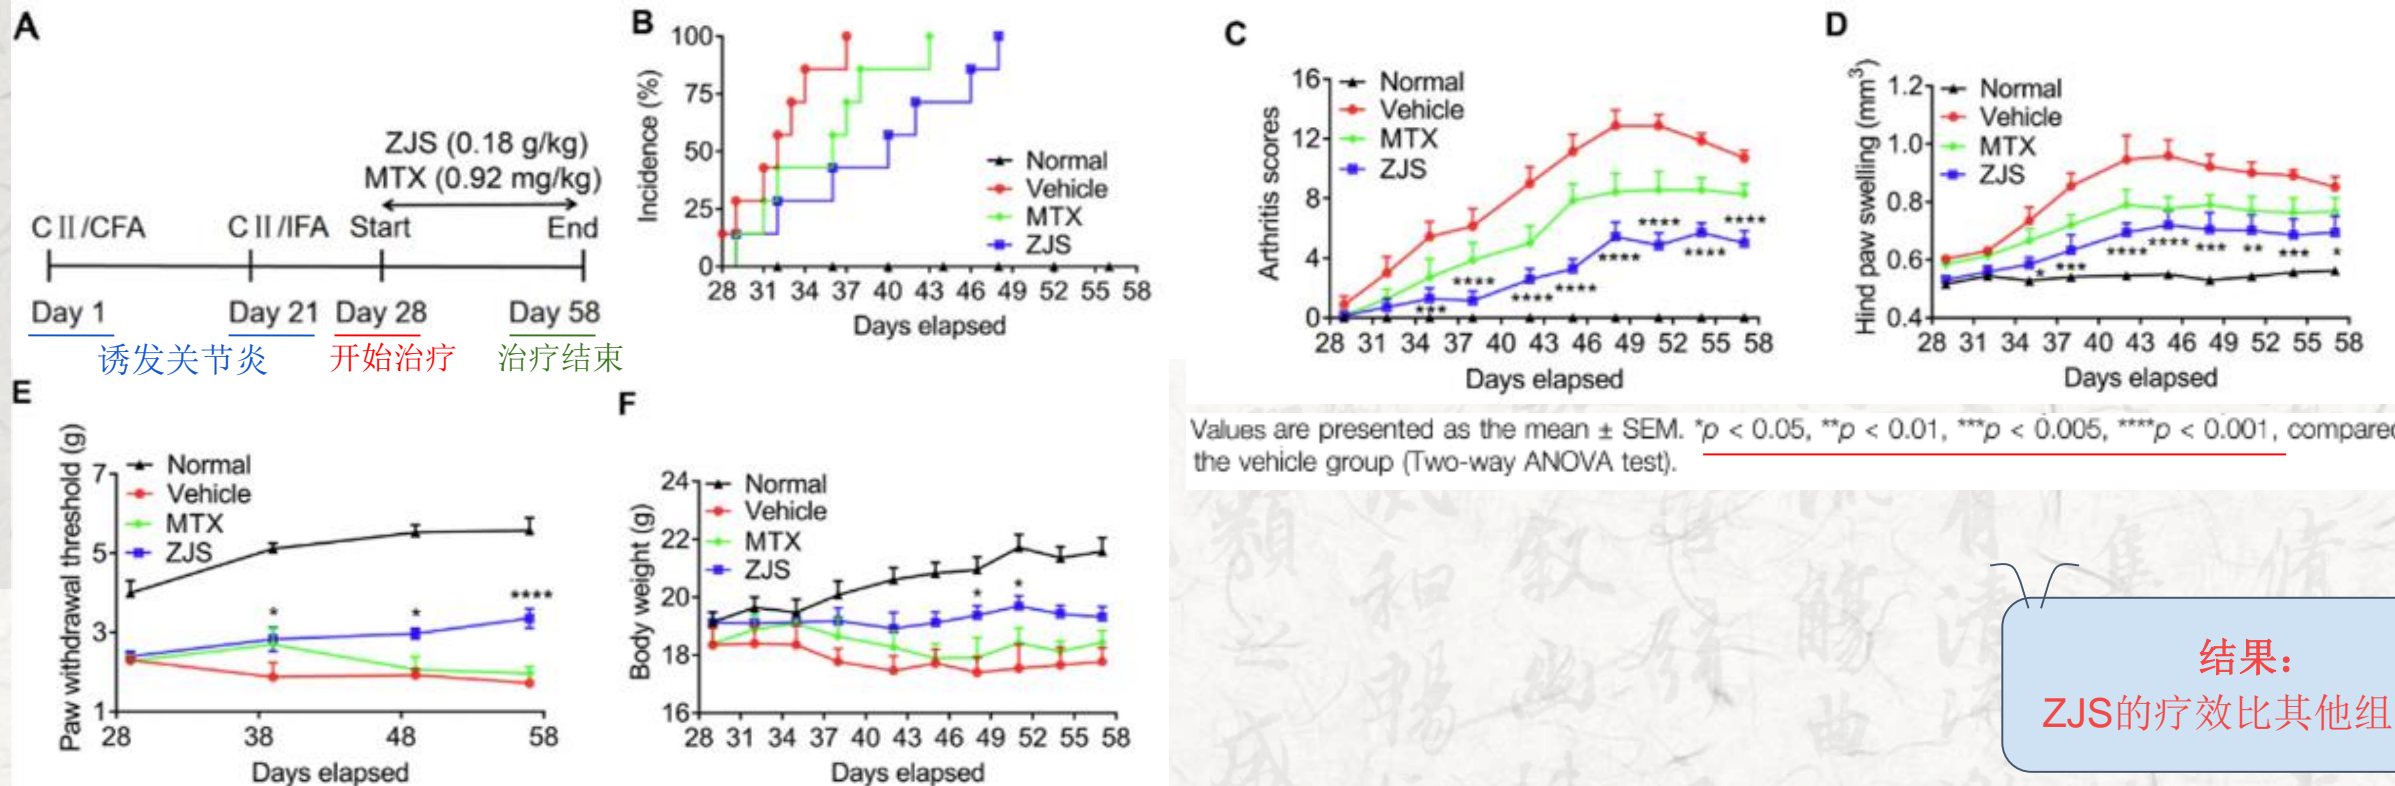 A
ZJS (0.18 g/kg)
MTX (0.92 mg/kg)
CⅡ/CFA
CⅡ/IFA
Start
End
Day 1
Day 21
Day 28
Day 58
诱发关节炎
开始治疗
治疗结束
B
Incidence (%)
100
75
50
25
0
Normal
Vehicle
MTX
ZJS
28 31 34 37 40 43 46 49 52 55 58
Days elapsed
C
Arthritis scores
16
12
8
4
0
Normal
Vehicle
MTX
ZJS
***
****
****
****
****
****
****
****
28 31 34 37 40 43 46 49 52 55 58
Days elapsed
D
Hind paw swelling (mm³)
1.2
1.0
0.8
0.6
0.4
Normal
Vehicle
MTX
ZJS
*
***
****
****
***
**
***
*
28 31 34 37 40 43 46 49 52 55 58
Days elapsed
Values are presented as the mean ± SEM. *p < 0.05, **p < 0.01, ***p < 0.005, ****p < 0.001, compared
the vehicle group (Two-way ANOVA test).
E
Paw withdrawal threshold (g)
7
5
3
1
Normal
Vehicle
MTX
ZJS
*
*
****
28 38 48 58
Days elapsed
F
Body weight (g)
24
22
20
18
16
Normal
Vehicle
MTX
ZJS
*
*
28 31 34 37 40 43 46 49 52 55 58
Days elapsed
结果：
ZJS的疗效比其他组